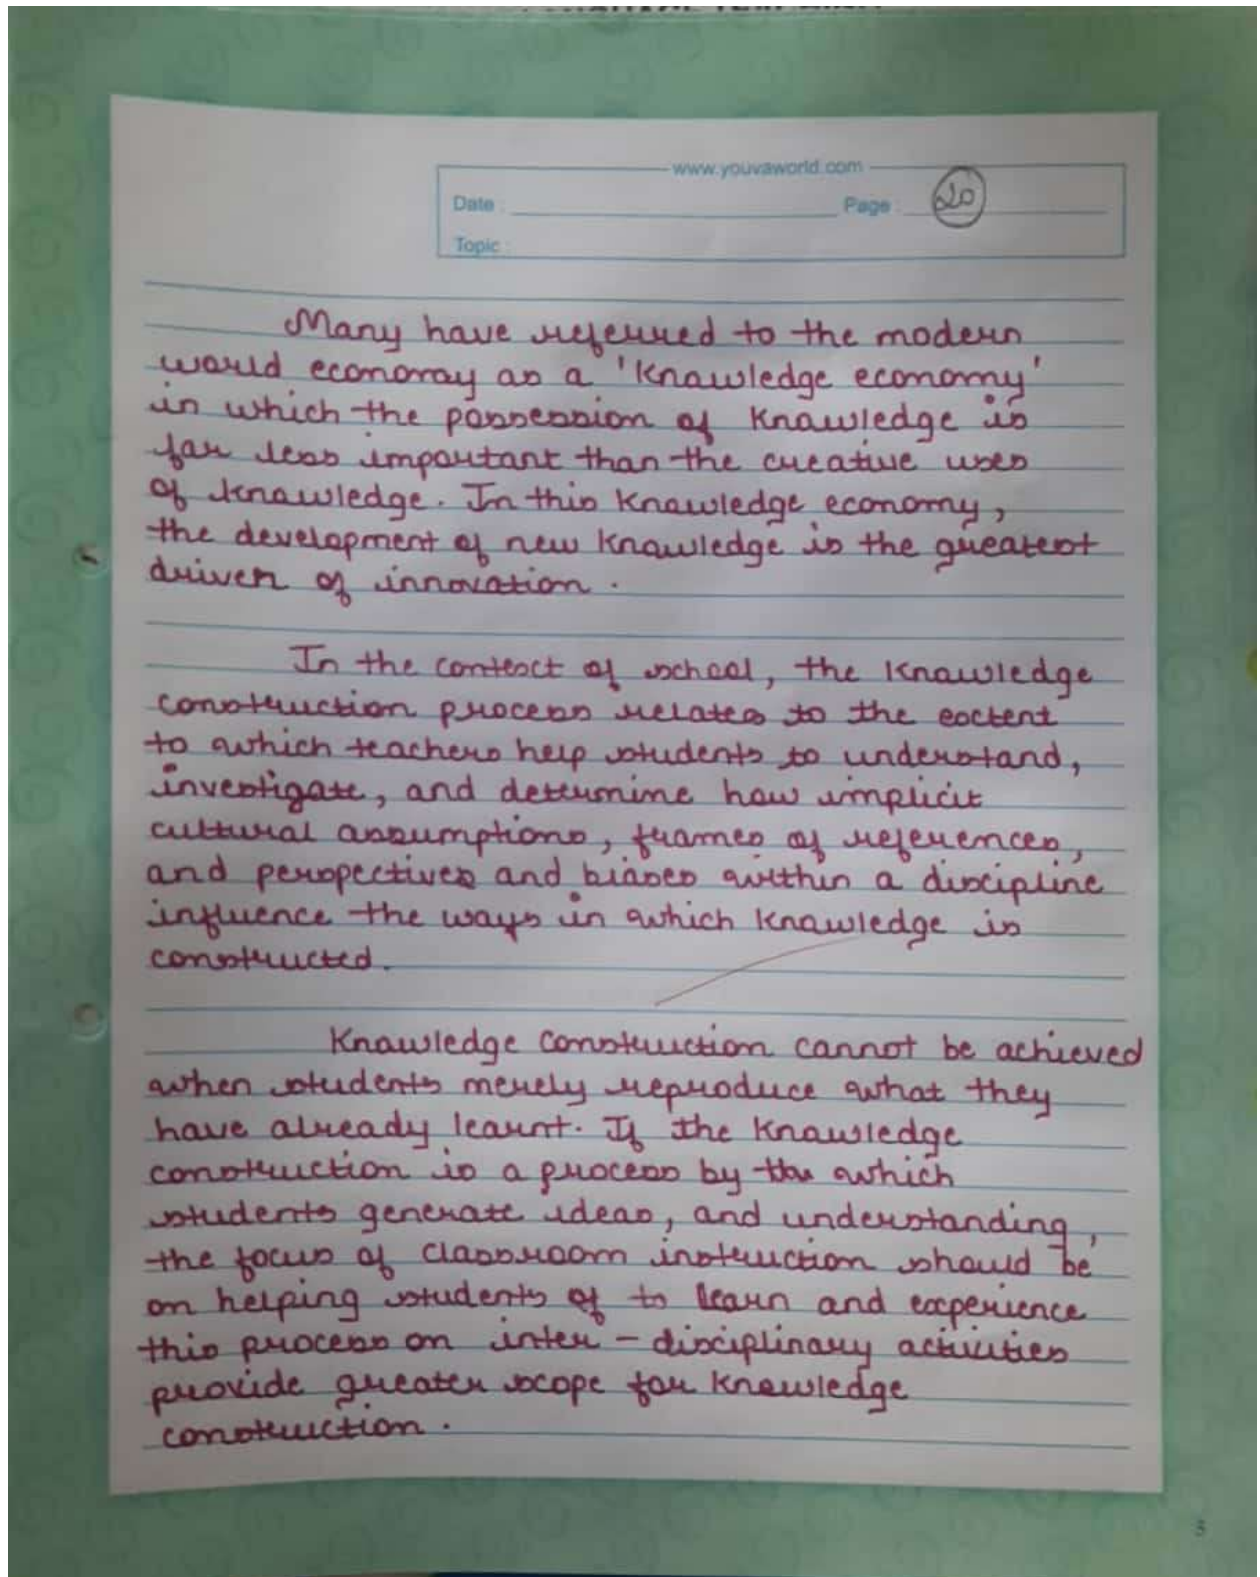 www.youvaworld.com
Date : Page : 20
Topic :
Many have referred to the modern
world economy as a 'Knowledge economy'
in which the possession of Knowledge is
far less important than the creative uses
of knowledge. In this Knowledge economy,
the development of new Knowledge is the greatest
driver of innovation.
In the context of school, the Knowledge
construction process relates to the extent
to which teachers help students to understand,
investigate, and determine how implicit
cultural assumptions, frames of references,
and perspectives and biases within a discipline
influence the ways in which Knowledge is
constructed.
Knowledge Construction cannot be achieved
when students merely reproduce what they
have already learnt. If the Knowledge
construction is a process by the which
students generate ideas, and understanding,
the focus of classroom instruction should be
on helping students of to learn and experience
this process on inter - disciplinary activities
provide greater scope for Knowledge
construction.
5